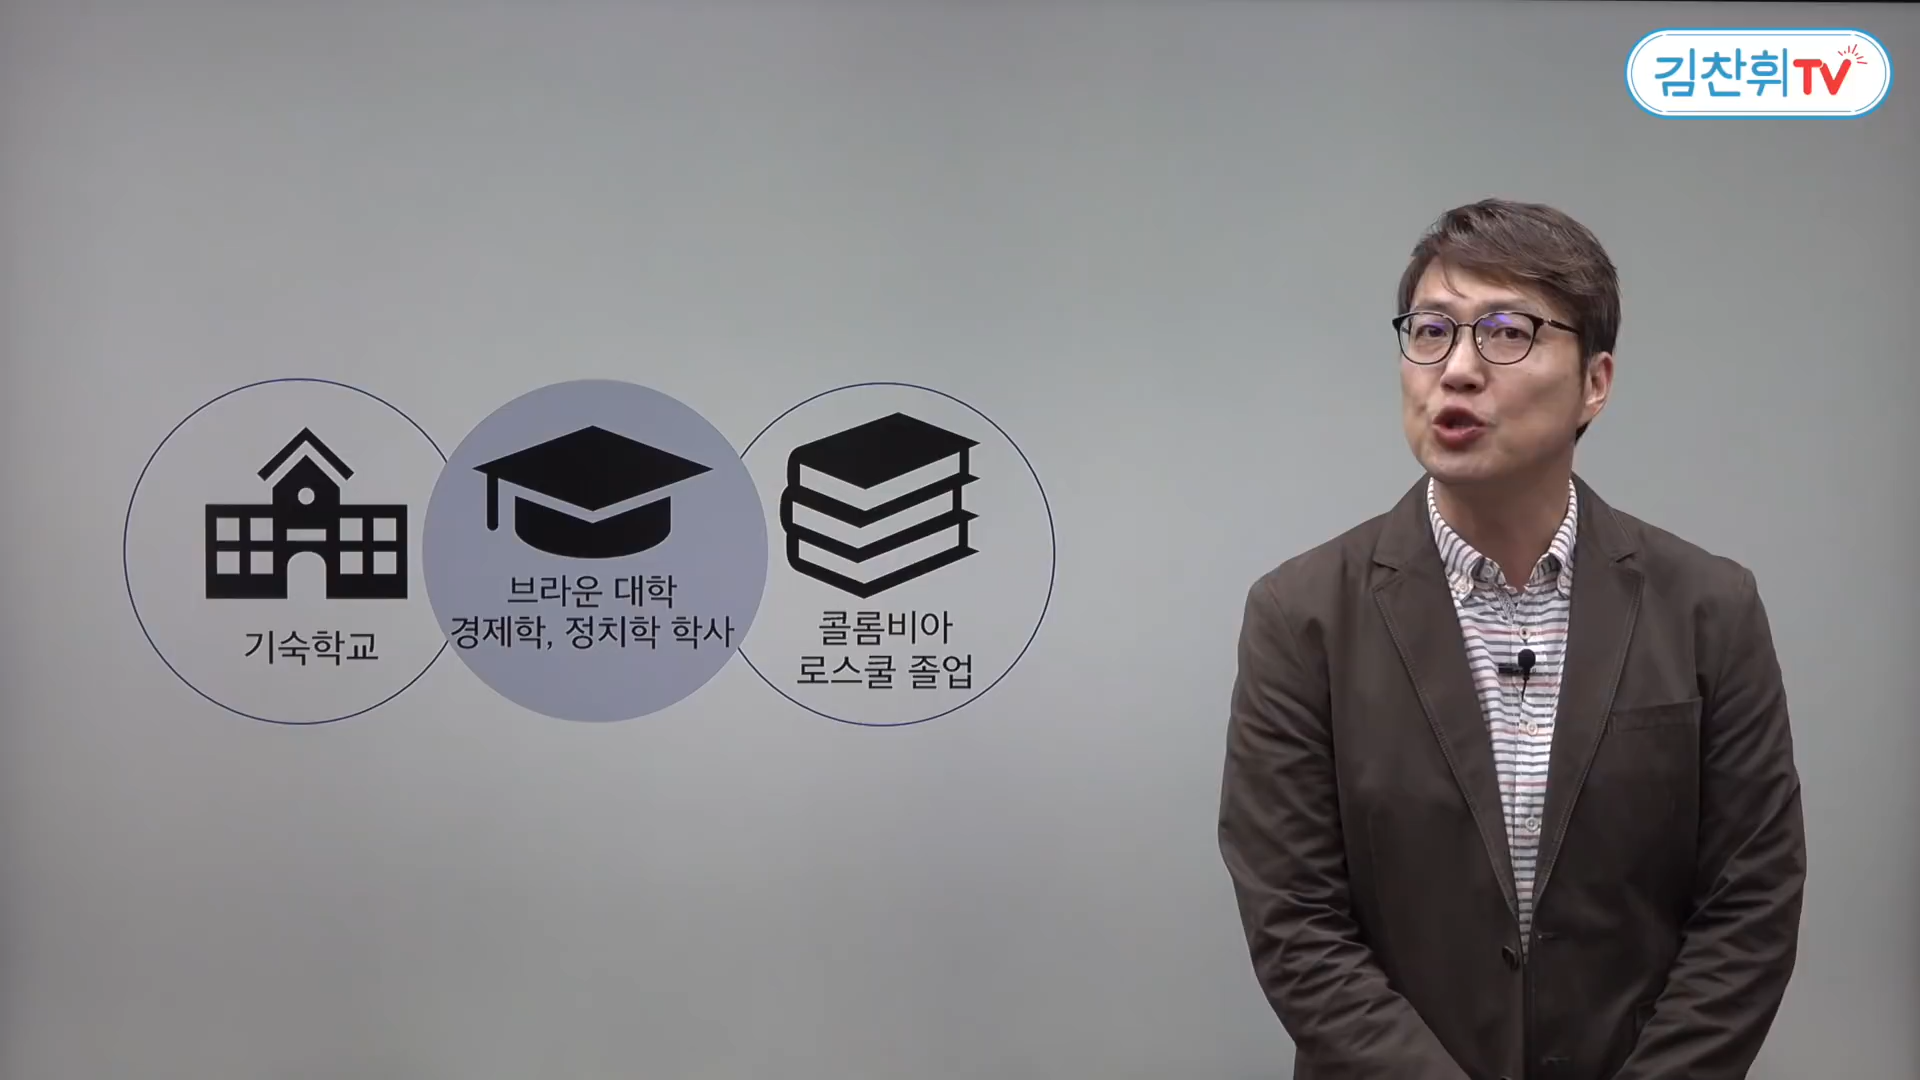 김찬휘TV
기숙학교
브라운 대학
경제학, 정치학 학사
콜롬비아
로스쿨 졸업